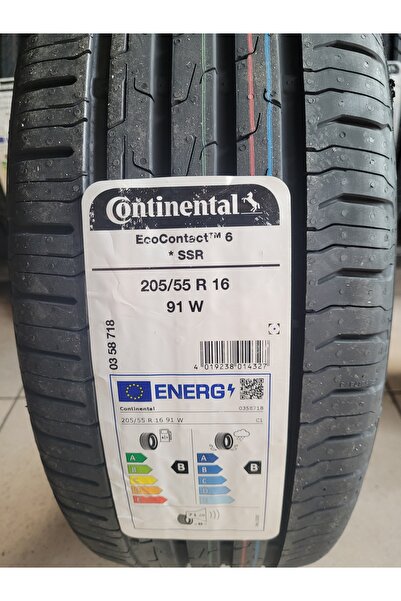 Continental
EcoContact™ 6
* SSR
205/55 R 16
91 W
03 58 718
4 019238 014327
ENERG
Continental 0358718
205/55 R 16 91 W C1
A A
B B B B
C C
D D
E E